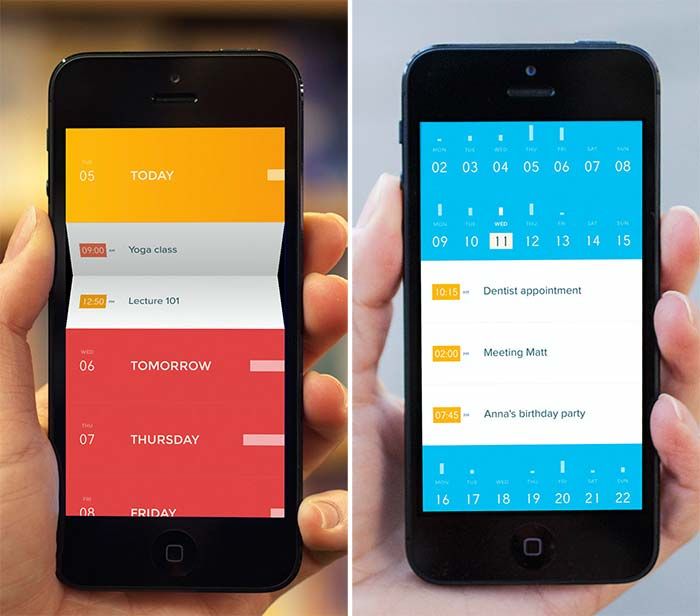 TUE
05 TODAY
09:00 AM Yoga class
12:50 PM Lecture 101
WED
06 TOMORROW
THU
07 THURSDAY
FRI
08 FRIDAY
MON TUE WED THU FRI SAT SUN
02 03 04 05 06 07 08
MON TUE WED THU FRI SAT SUN
09 10 11 12 13 14 15
10:15 AM Dentist appointment
02:00 PM Meeting Matt
07:45 PM Anna's birthday party
MON TUE WED THU FRI SAT SUN
16 17 18 19 20 21 22